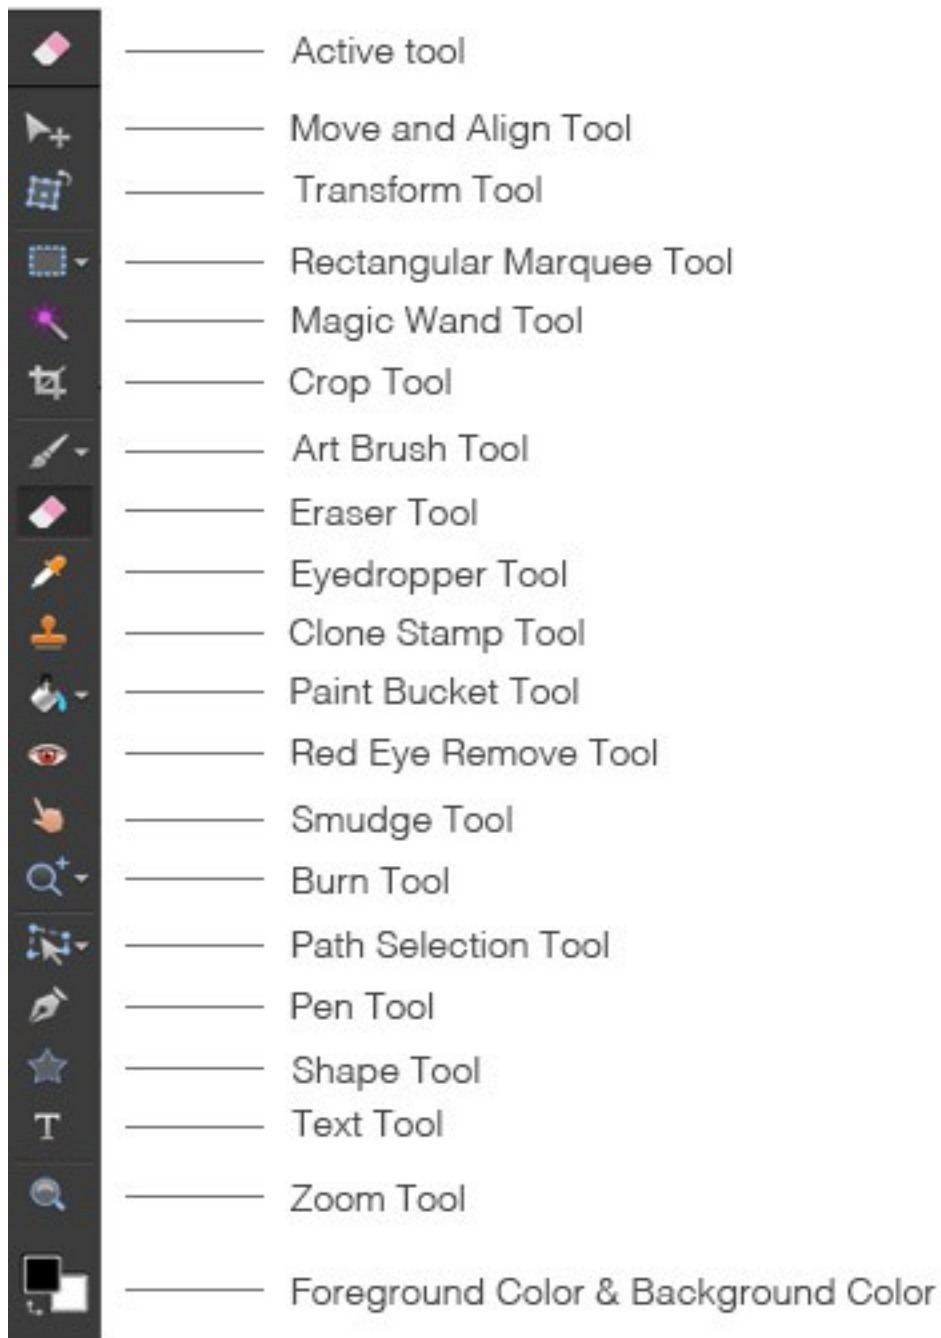 Active tool
Move and Align Tool
Transform Tool
Rectangular Marquee Tool
Magic Wand Tool
Crop Tool
Art Brush Tool
Eraser Tool
Eyedropper Tool
Clone Stamp Tool
Paint Bucket Tool
Red Eye Remove Tool
Smudge Tool
Burn Tool
Path Selection Tool
Pen Tool
Shape Tool
T Text Tool
Zoom Tool
Foreground Color & Background Color